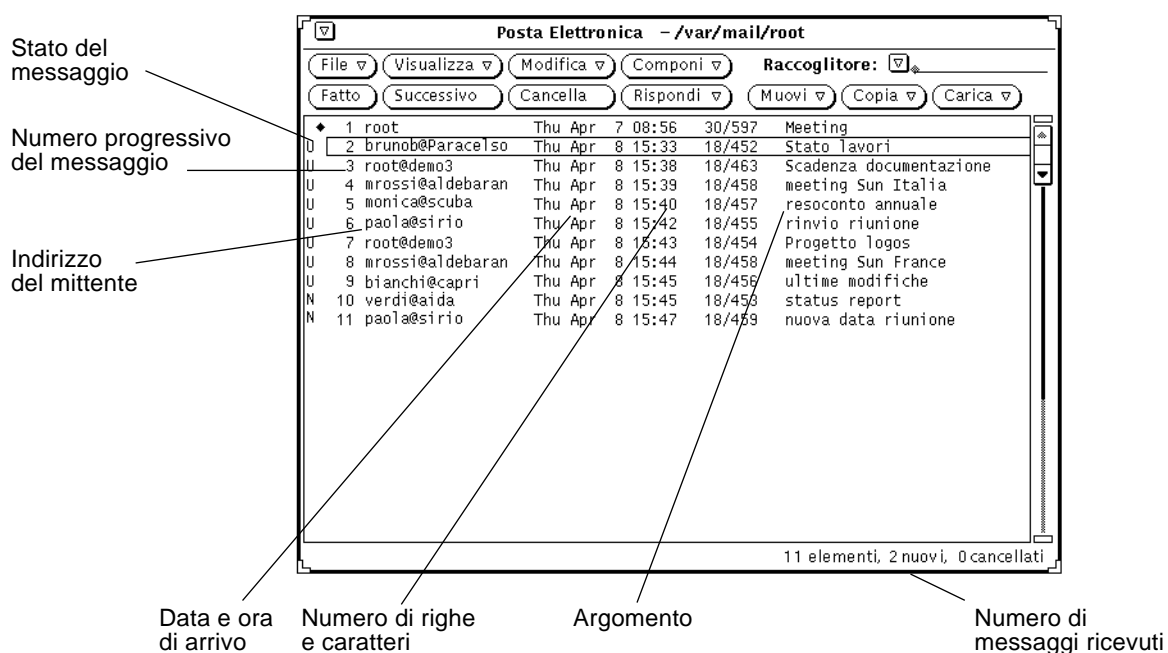 Posta Elettronica – /var/mail/root
File Visualizza Modifica Componi Raccoglitore:
Fatto Successivo Cancella Rispondi Muovi Copia Carica
Stato del
messaggio
Numero progressivo
del messaggio
Indirizzo
del mittente
1 root Thu Apr 7 08:56 30/597 Meeting
U 2 brunob@Paracelso Thu Apr 8 15:33 18/452 Stato lavori
U 3 root@demo3 Thu Apr 8 15:38 18/463 Scadenza documentazione
U 4 mrossi@aldebaran Thu Apr 8 15:39 18/458 meeting Sun Italia
U 5 monica@scuba Thu Apr 8 15:40 18/457 resoconto annuale
U 6 paola@sirio Thu Apr 8 15:42 18/455 rinvio riunione
U 7 root@demo3 Thu Apr 8 15:43 18/454 Progetto logos
U 8 mrossi@aldebaran Thu Apr 8 15:44 18/458 meeting Sun France
U 9 bianchi@capri Thu Apr 8 15:45 18/456 ultime modifiche
N 10 verdi@aida Thu Apr 8 15:45 18/453 status report
N 11 paola@sirio Thu Apr 8 15:47 18/459 nuova data riunione
11 elementi, 2 nuovi, 0 cancellati
Data e ora
di arrivo
Numero di righe
e caratteri
Argomento
Numero di
messaggi ricevuti